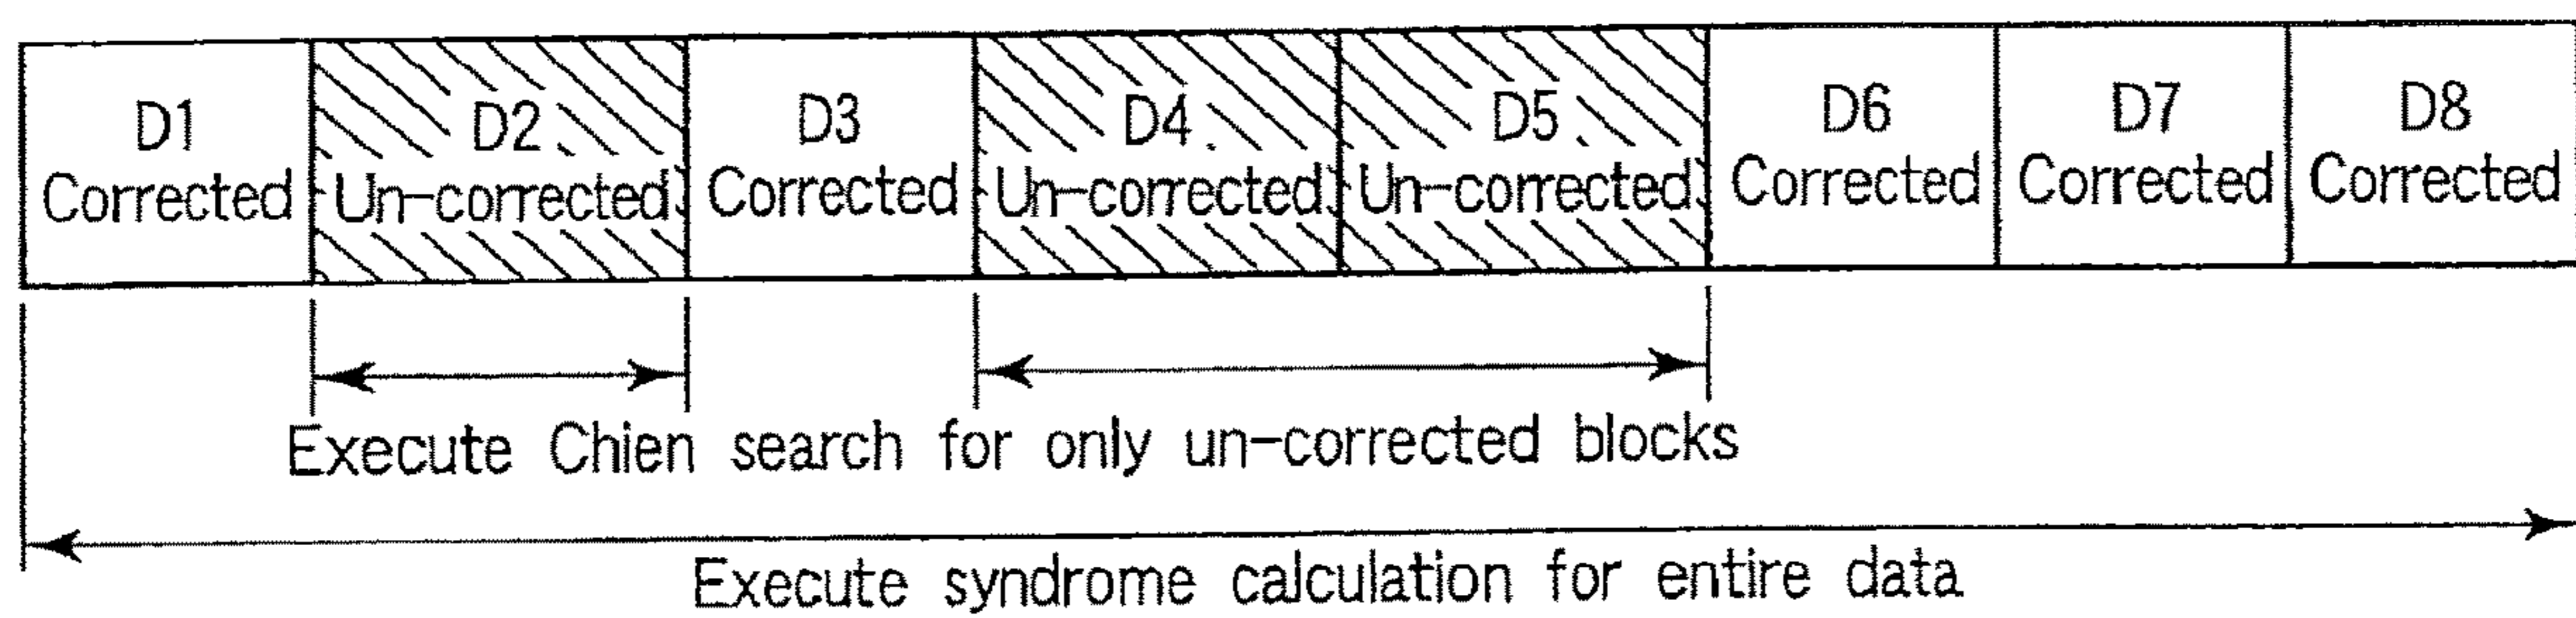 D1 D2 D3 D4 D5 D6 D7 D8
Corrected Un-corrected Corrected Un-corrected Un-corrected Corrected Corrected Corrected
Execute Chien search for only un-corrected blocks
Execute syndrome calculation for entire data